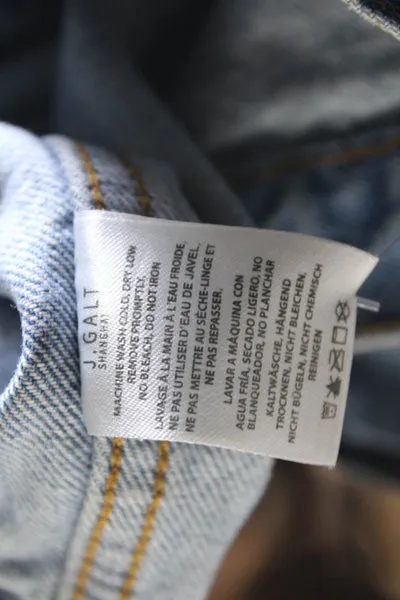 J. GALT
SHANGHAI
MACHINE WASH COLD, DRY LOW
REMOVE PROMPTLY
NO BLEACH, DO NOT IRON
LAVAGE À LA MAIN À L'EAU FROIDE,
NE PAS UTILISER D'EAU DE JAVEL,
NE PAS METTRE AU SÈCHE-LINGE ET
NE PAS REPASSER.
LAVAR A MÁQUINA CON
AGUA FRÍA, SECADO LIGERO, NO
BLANQUEADOR, NO PLANCHAR
KALTWÄSCHE, HÄNGEND
TROCKNEN, NICHT BLEICHEN,
NICHT BÜGELN, NICHT CHEMISCH
REINIGEN